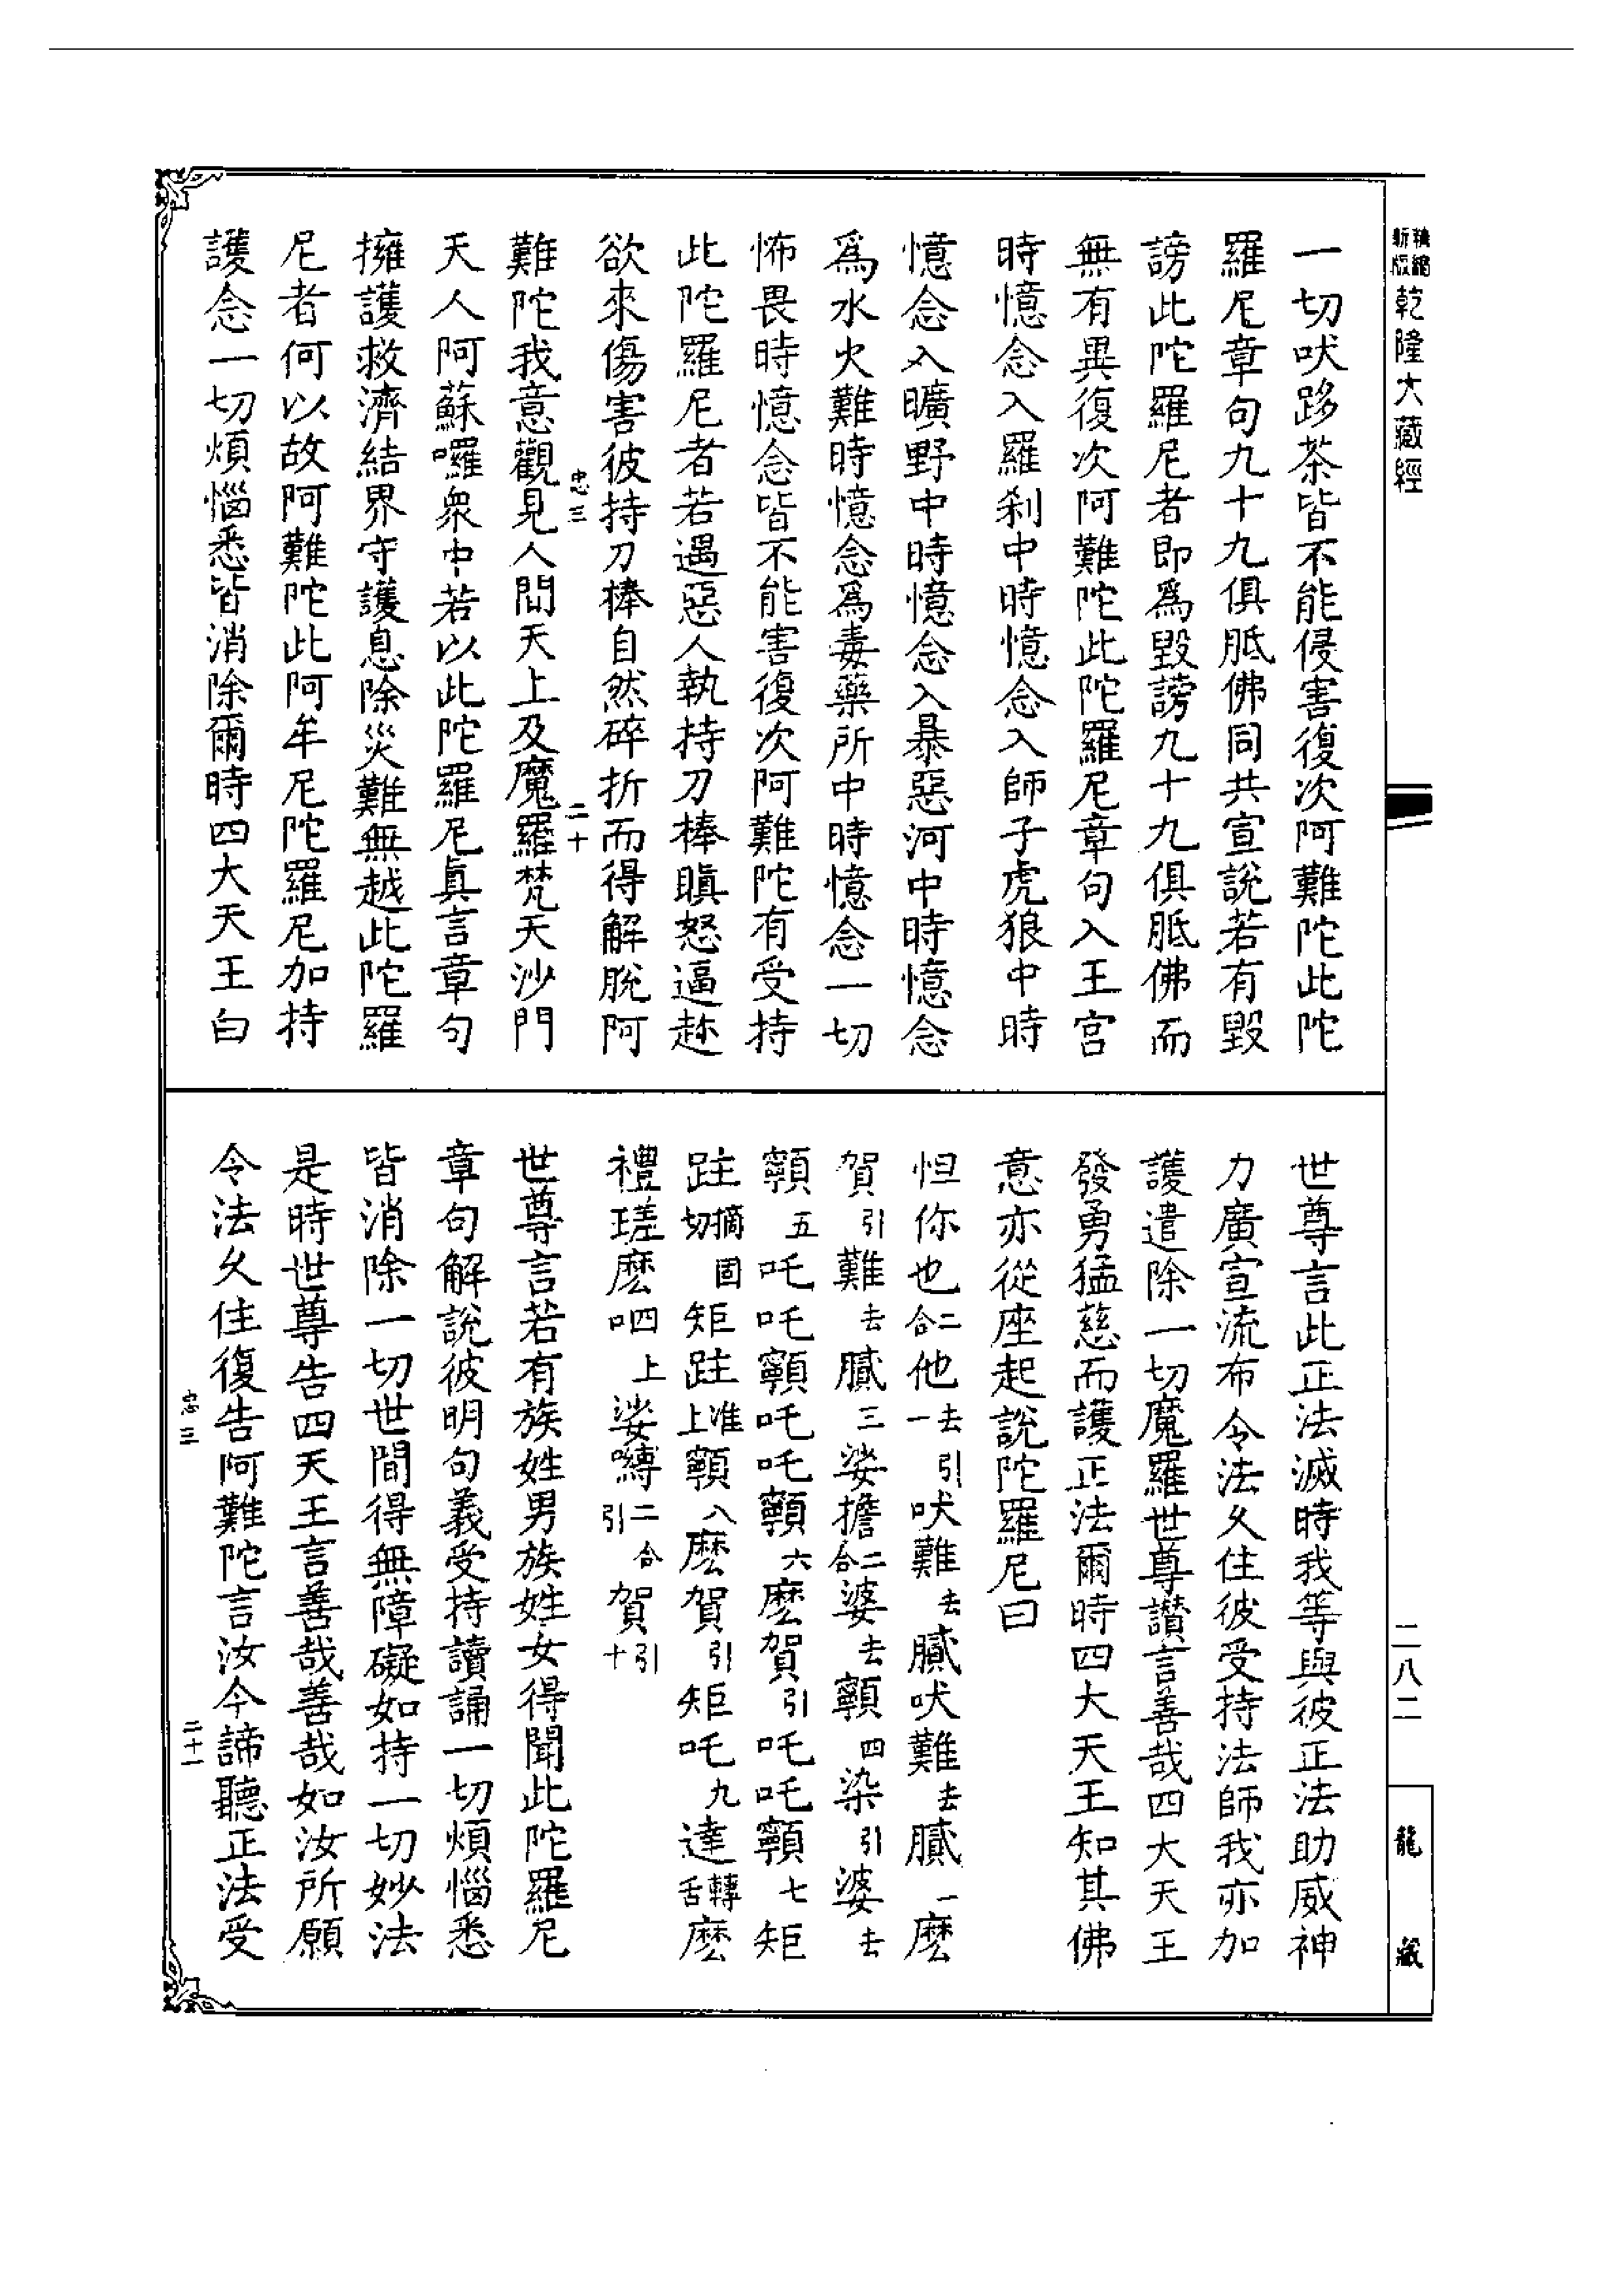 新版 乾隆大藏經
一切吠跢茶皆不能侵害復次阿難陀此陀
羅尼章句九十九俱胝佛同共宣說若有毀
謗此陀羅尼者即爲毀謗九十九俱胝佛而
無有異復次阿難陀此陀羅尼章句入王宮
時憶念入羅刹中時憶念入師子虎狼中時
憶念入曠野中時憶念入暴惡河中時憶念
爲水火難時憶念爲毒藥所中時憶念一切
怖畏時憶念皆不能害復次阿難陀有受持
此陀羅尼者若遇惡人執持刀棒瞋怒逼趂
欲來傷害彼持刀棒自然碎折而得解脫阿
忠三 二十
難陀我意觀見人間天上及魔羅梵天沙門
天人阿蘇囉衆中若以此陀羅尼眞言章句
擁護救濟結界守護息除災難無越此陀羅
尼者何以故阿難陀此阿牟尼陀羅尼加持
護念一切煩惱悉皆消除爾時四大天王白
世尊言此正法滅時我等與彼正法助威神
力廣宣流布令法久住彼受持法師我亦加
護遣除一切魔羅世尊讚言善哉四大天王
發勇猛慈而護正法爾時四大天王知其佛
意亦從座起說陀羅尼曰
怛你也二合他去引一吠難去膩吠難去膩一麽
賀引難去膩三娑擔二合婆去顙四染引婆去
顙五吒吒顙吒吒顙六麽賀引吒吒顙七矩
跓摘固切矩跓准上顙八麽賀引矩吒九達轉舌麽
禮瑳麽呬四上娑嚩二合引賀引十
世尊言若有族姓男族姓女得聞此陀羅尼
章句解說彼明句義受持讀誦一切煩惱悉
皆消除一切世間得無障礙如持一切妙法
是時世尊告四天王言善哉善哉如汝所願
忠三 二十一
令法久住復告阿難陀言汝今諦聽正法受
二八二
龍藏